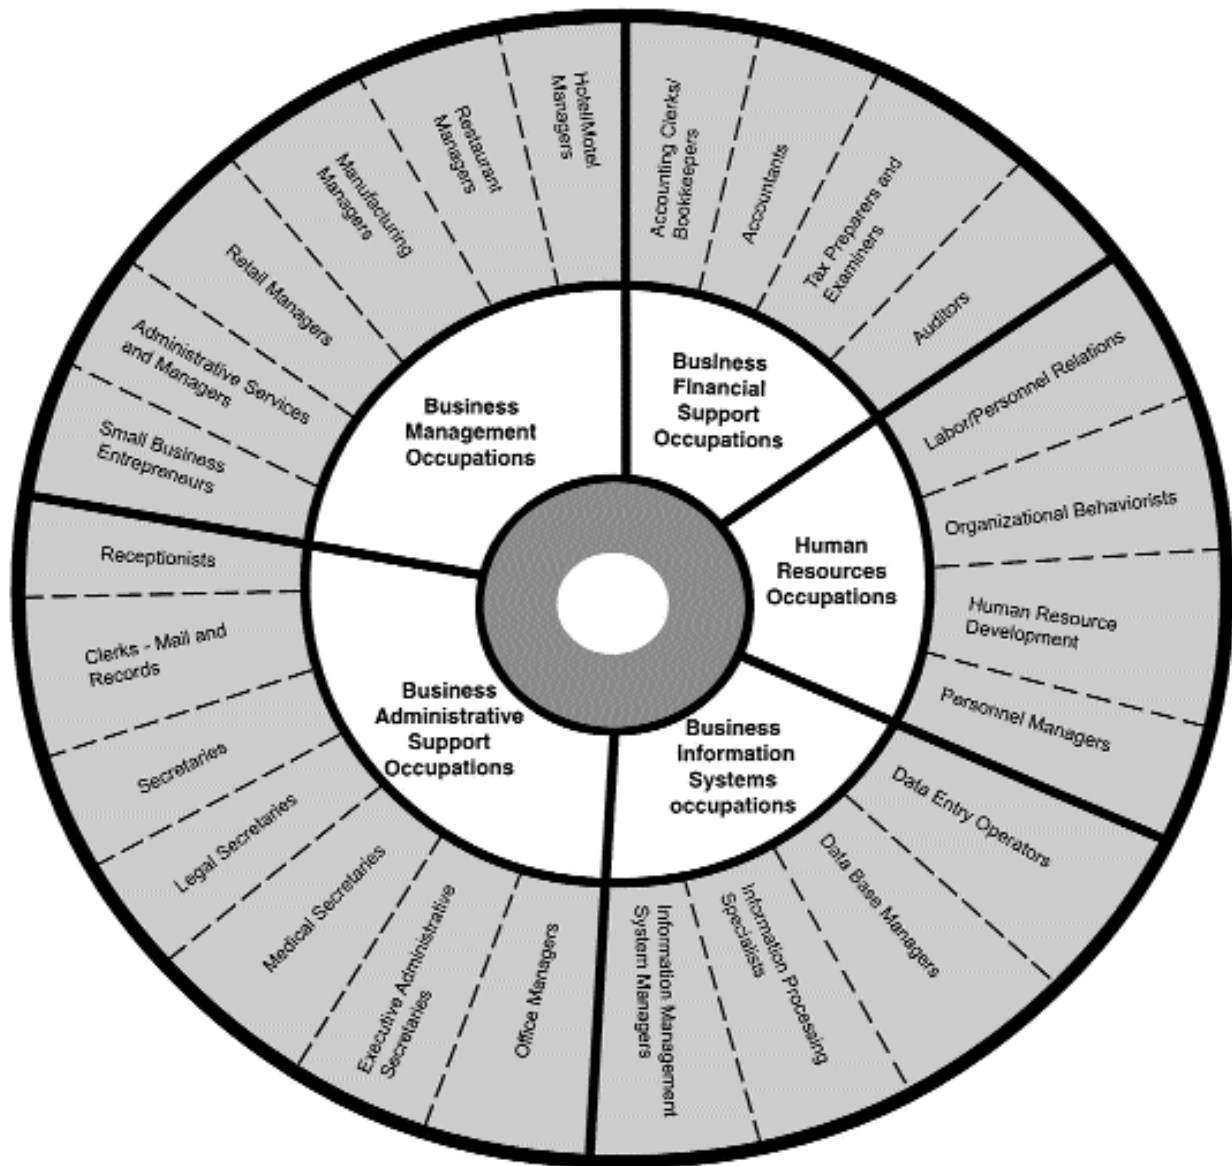 Hotel/Motel
Managers
Restaurant
Managers
Manufacturing
Managers
Retail Managers
Administrative Services
and Managers
Small Business
Entrepreneurs
Business
Management
Occupations
Accounting Clerks/
Bookkeepers
Accountants
Tax Preparers and
Examiners
Auditors
Business
Financial
Support
Occupations
Labor/Personnel Relations
Organizational Behaviorists
Human Resource
Development
Personnel Managers
Human
Resources
Occupations
Data Entry Operators
Data Base Managers
Information Processing
Specialists
Information Management
System Managers
Business
Information
Systems
occupations
Receptionists
Clerks - Mail and
Records
Secretaries
Legal Secretaries
Medical Secretaries
Executive Administrative
Secretaries
Office Managers
Business
Administrative
Support
Occupations